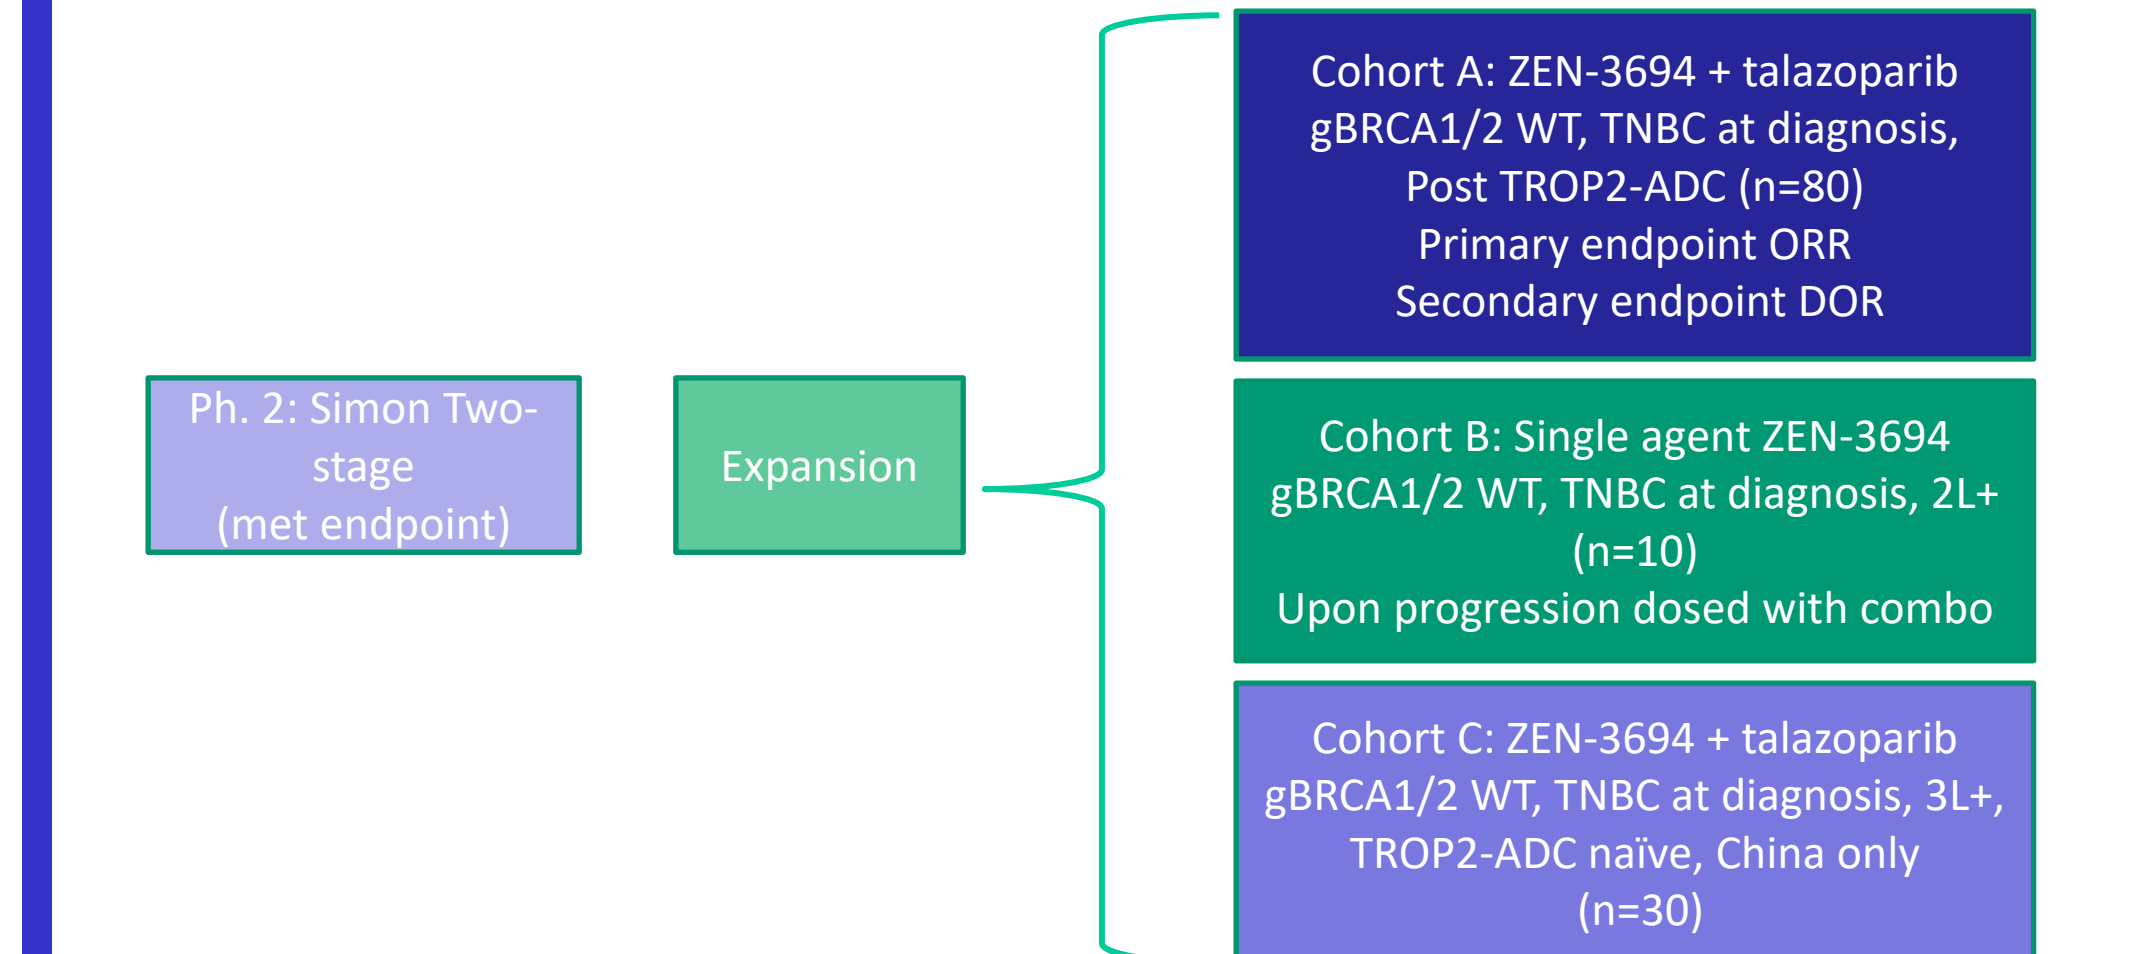 Ph. 2: Simon Two-
stage
(met endpoint)
Expansion
Cohort A: ZEN-3694 + talazoparib
gBRCA1/2 WT, TNBC at diagnosis,
Post TROP2-ADC (n=80)
Primary endpoint ORR
Secondary endpoint DOR
Cohort B: Single agent ZEN-3694
gBRCA1/2 WT, TNBC at diagnosis, 2L+
(n=10)
Upon progression dosed with combo
Cohort C: ZEN-3694 + talazoparib
gBRCA1/2 WT, TNBC at diagnosis, 3L+,
TROP2-ADC naïve, China only
(n=30)